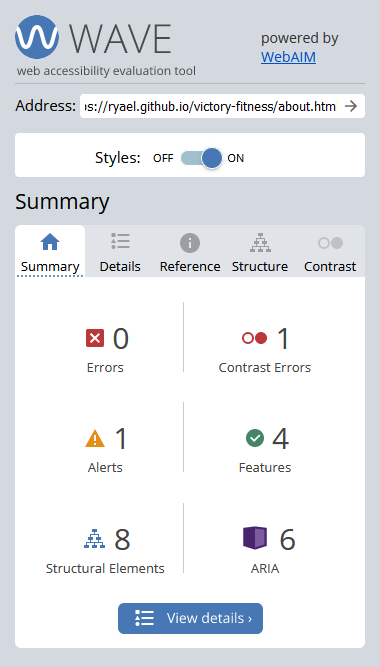 WAVE
web accessibility evaluation tool
powered by
WebAIM
Address: ps://ryael.github.io/victory-fitness/about.htm
Styles: OFF ON
Summary
Summary Details Reference Structure Contrast
0 1
Errors Contrast Errors
1 4
Alerts Features
8 6
Structural Elements ARIA
View details ›